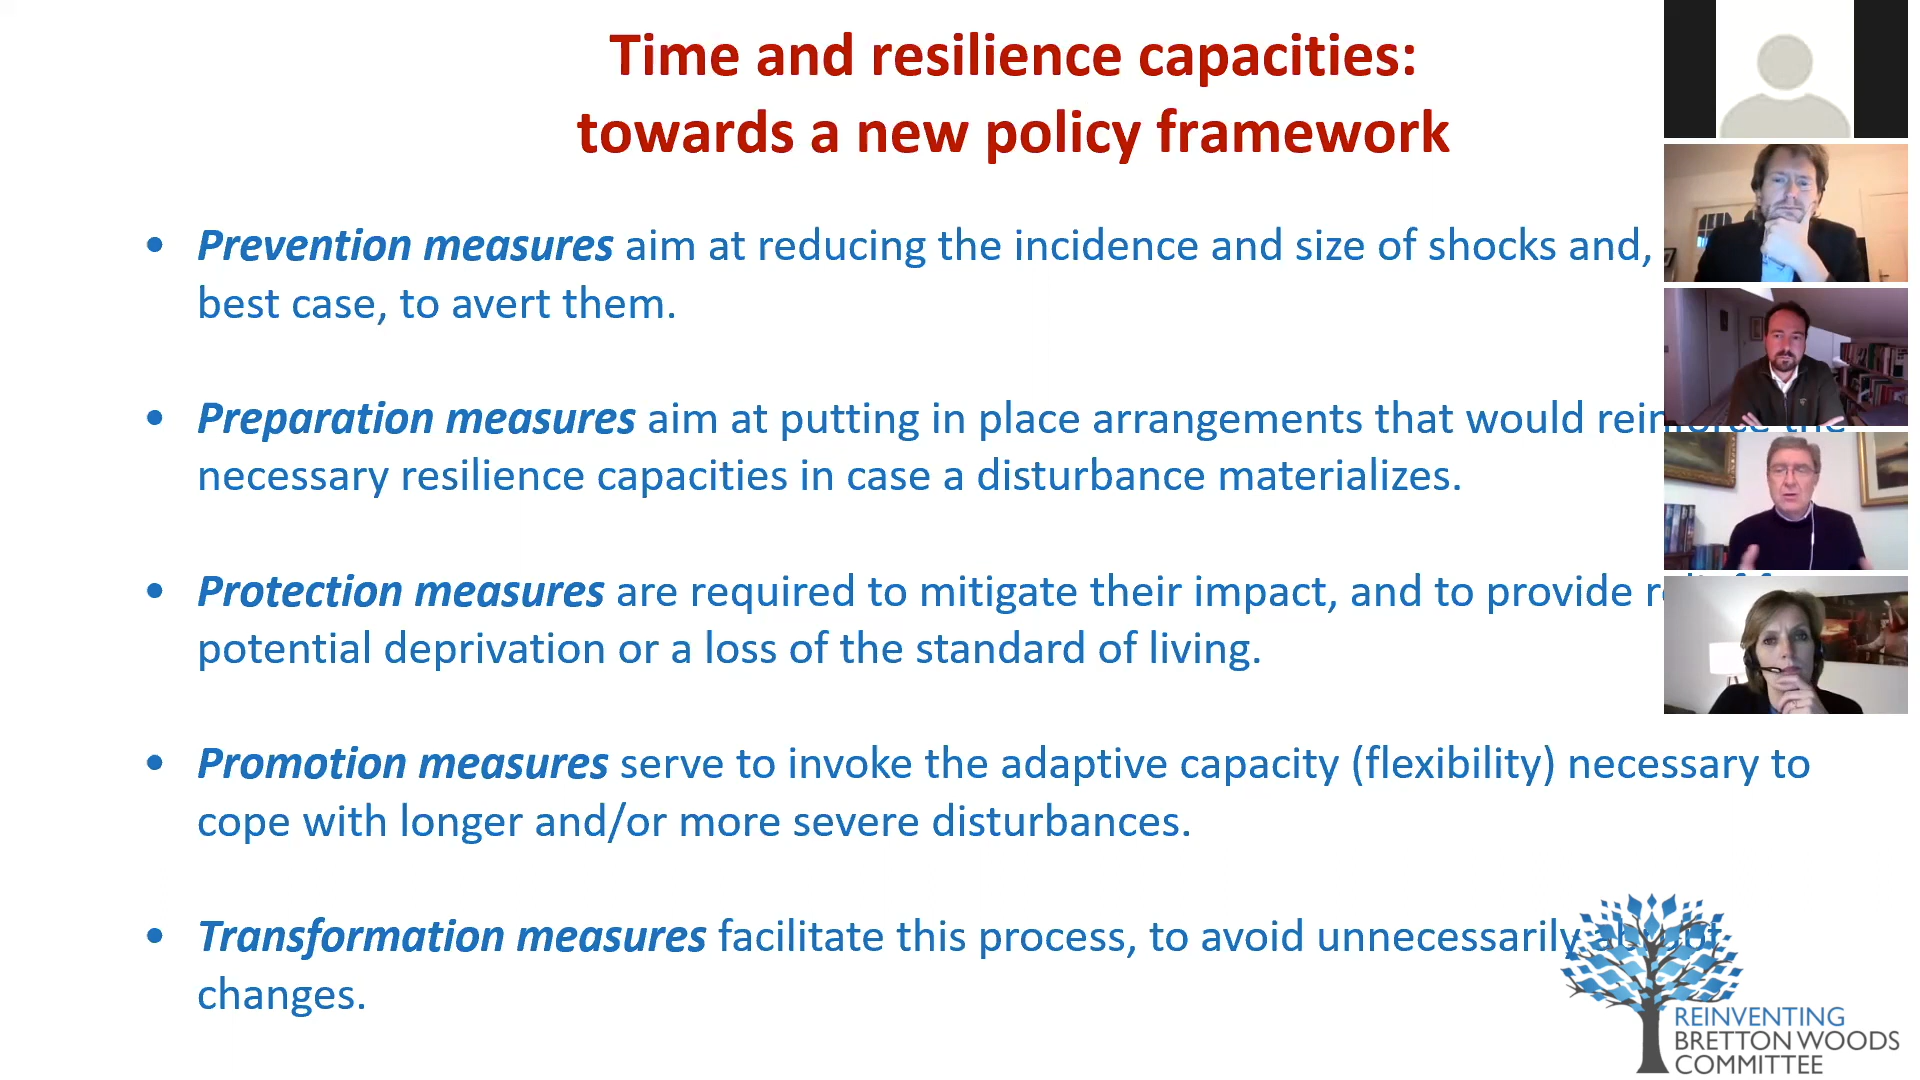 Time and resilience capacities:
towards a new policy framework
• Prevention measures aim at reducing the incidence and size of shocks and,
best case, to avert them.
• Preparation measures aim at putting in place arrangements that would reinforce the
necessary resilience capacities in case a disturbance materializes.
• Protection measures are required to mitigate their impact, and to provide relief
potential deprivation or a loss of the standard of living.
• Promotion measures serve to invoke the adaptive capacity (flexibility) necessary to
cope with longer and/or more severe disturbances.
• Transformation measures facilitate this process, to avoid unnecessarily abrupt
changes.
REINVENTING
BRETTON WOODS
COMMITTEE